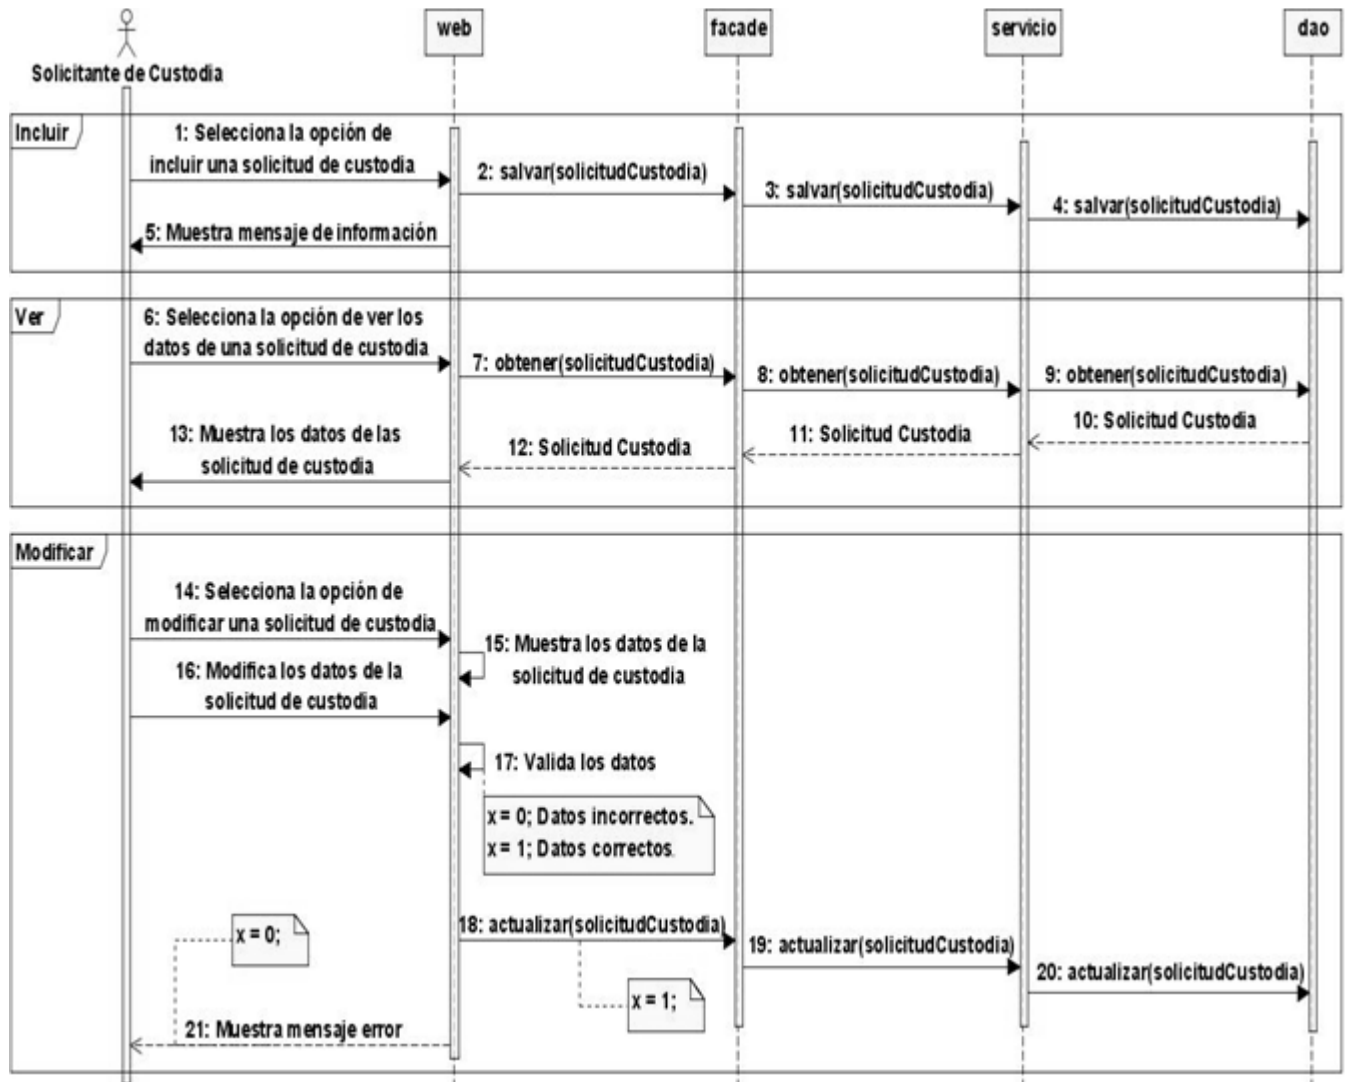 web
facade
servicio
dao
Solicitante de Custodia
Incluir
1: Selecciona la opción de
incluir una solicitud de custodia
2: salvar(solicitudCustodia)
3: salvar(solicitudCustodia)
4: salvar(solicitudCustodia)
5: Muestra mensaje de información
Ver
6: Selecciona la opción de ver los
datos de una solicitud de custodia
7: obtener(solicitudCustodia)
8: obtener(solicitudCustodia)
9: obtener(solicitudCustodia)
10: Solicitud Custodia
11: Solicitud Custodia
12: Solicitud Custodia
13: Muestra los datos de las
solicitud de custodia
Modificar
14: Selecciona la opción de
modificar una solicitud de custodia
15: Muestra los datos de la
solicitud de custodia
16: Modifica los datos de la
solicitud de custodia
17: Valida los datos
x = 0; Datos incorrectos.
x = 1; Datos correctos.
18: actualizar(solicitudCustodia)
x = 0;
19: actualizar(solicitudCustodia)
20: actualizar(solicitudCustodia)
x = 1;
21: Muestra mensaje error